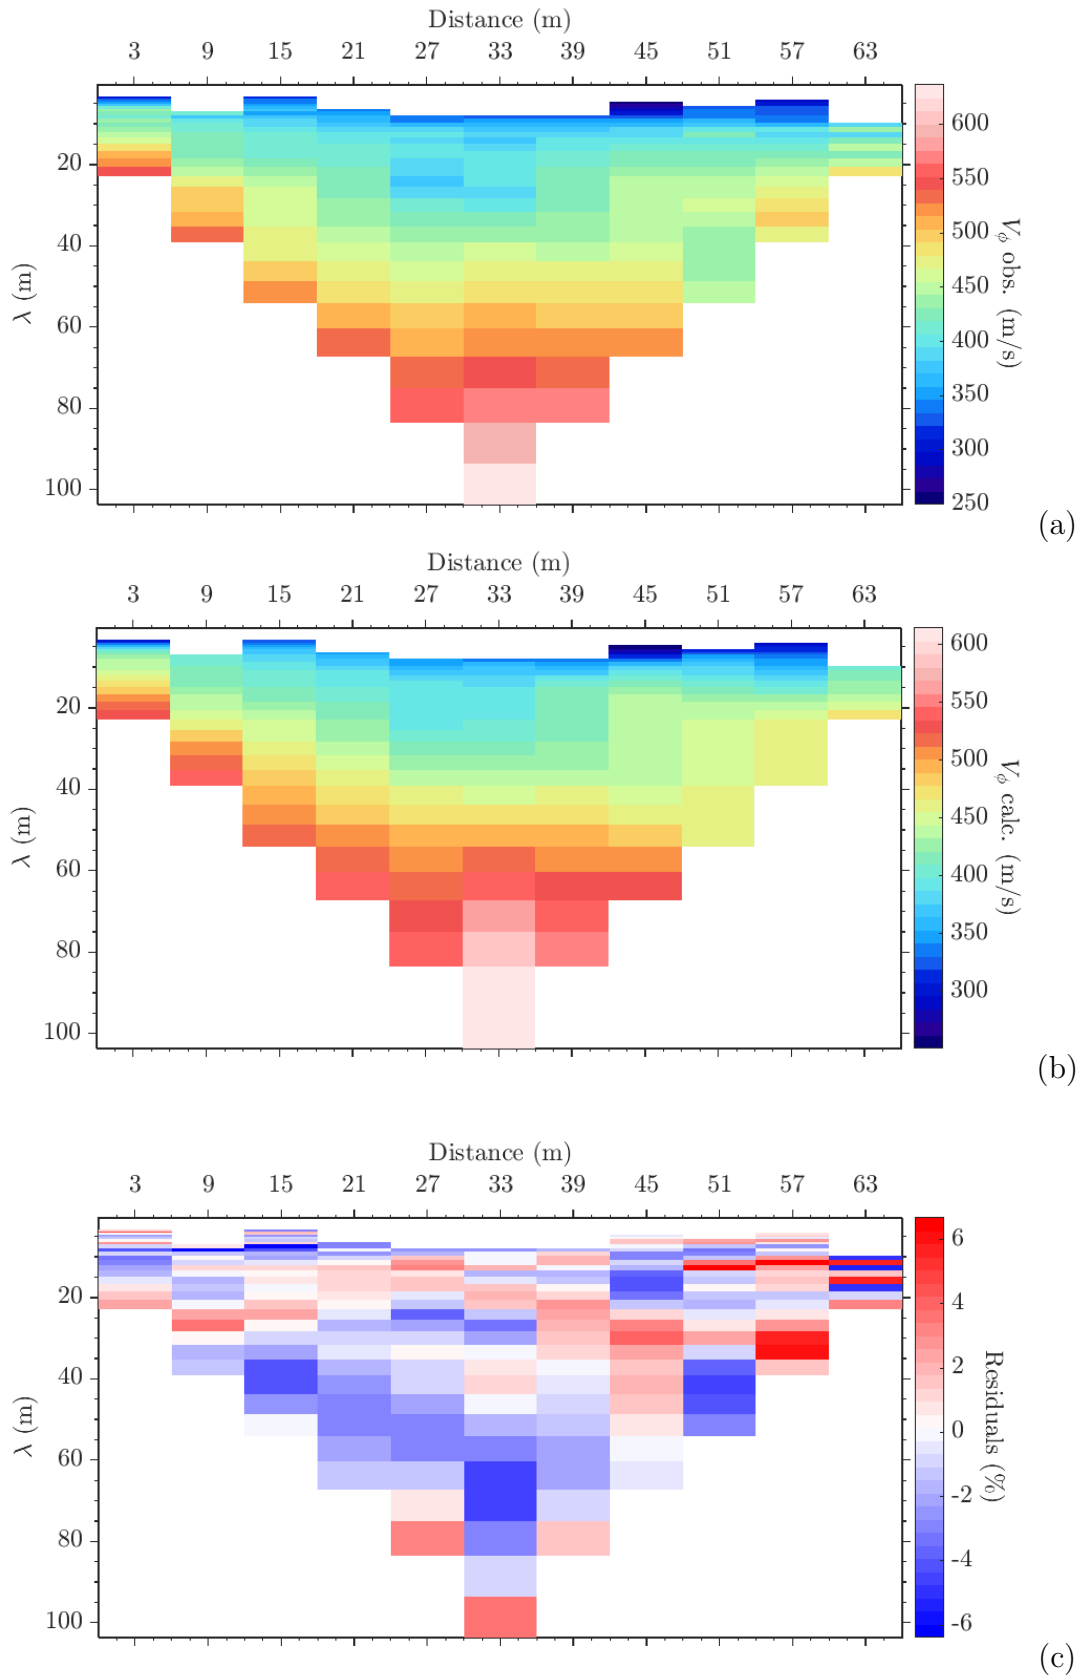 Distance (m)
3 9 15 21 27 33 39 45 51 57 63
20
40
60
80
100
λ (m)
600
550
500
450
400
350
300
250
V_ϕ obs. (m/s)
(a)
Distance (m)
3 9 15 21 27 33 39 45 51 57 63
20
40
60
80
100
λ (m)
600
550
500
450
400
350
300
V_ϕ calc. (m/s)
(b)
Distance (m)
3 9 15 21 27 33 39 45 51 57 63
20
40
60
80
100
λ (m)
6
4
2
0
-2
-4
-6
Residuals (%)
(c)